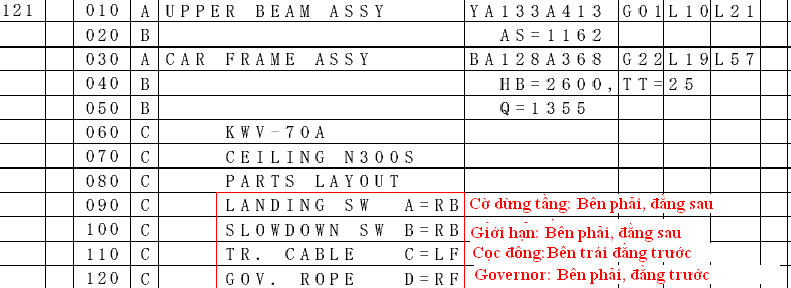 121 010 A UPPER BEAM ASSY YA133A413 G01 L10 L21
020 B AS=1162
030 A CAR FRAME ASSY BA128A368 G22 L19 L57
040 B HB=2600, TT=25
050 B Q=1355
060 C KWV-70A
070 C CEILING N300S
080 C PARTS LAYOUT
090 C LANDING SW A=RB Cờ dừng tầng: Bên phải, đằng sau
100 C SLOWDOWN SW B=RB Giới hạn: Bên phải, đằng sau
110 C TR. CABLE C=LF Cọc đông:Bên trái đằng trước
120 C GOV. ROPE D=RF Governor: Bên phải, đằng trước